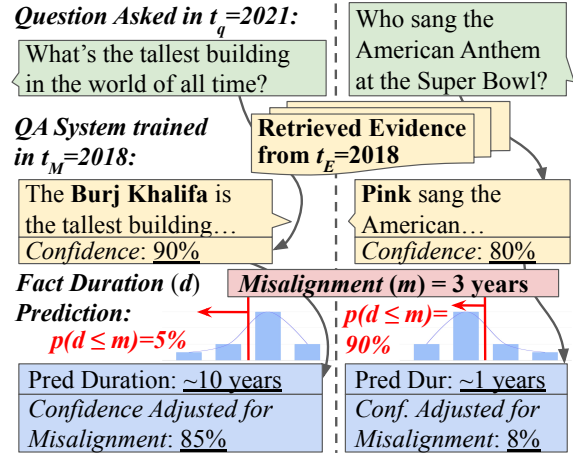 Question Asked in t_q=2021:
What's the tallest building
in the world of all time?
Who sang the
American Anthem
at the Super Bowl?
QA System trained
in t_M=2018:
Retrieved Evidence
from t_E=2018
The Burj Khalifa is
the tallest building…
Confidence: 90%
Pink sang the
American…
Confidence: 80%
Fact Duration (d)
Prediction:
Misalignment (m) = 3 years
p(d ≤ m)=5%
p(d ≤ m)=
90%
Pred Duration: ~10 years
Confidence Adjusted for
Misalignment: 85%
Pred Dur: ~1 years
Conf. Adjusted for
Misalignment: 8%